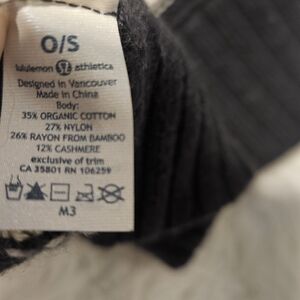 O/S
lululemon athletica
Designed in Vancouver
Made in China
Body:
35% ORGANIC COTTON
27% NYLON
26% RAYON FROM BAMBOO
12% CASHMERE
exclusive of trim
CA 35801 RN 106259
M3